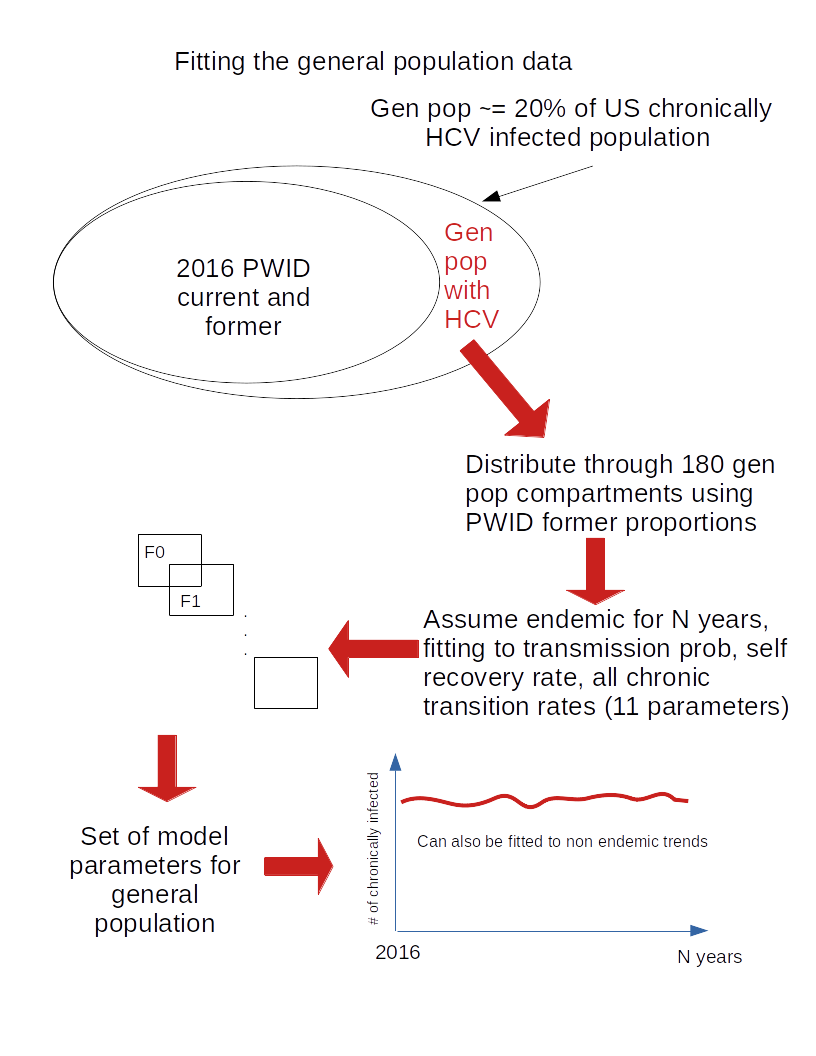 Fitting the general population data
Gen pop ~= 20% of US chronically
HCV infected population
Gen
pop
with
HCV
2016 PWID
current and
former
Distribute through 180 gen
pop compartments using
PWID former proportions
F0
F1
.
.
.
Assume endemic for N years,
fitting to transmission prob, self
recovery rate, all chronic
transition rates (11 parameters)
Set of model
parameters for
general
population
# of chronically infected
Can also be fitted to non endemic trends
2016
N years